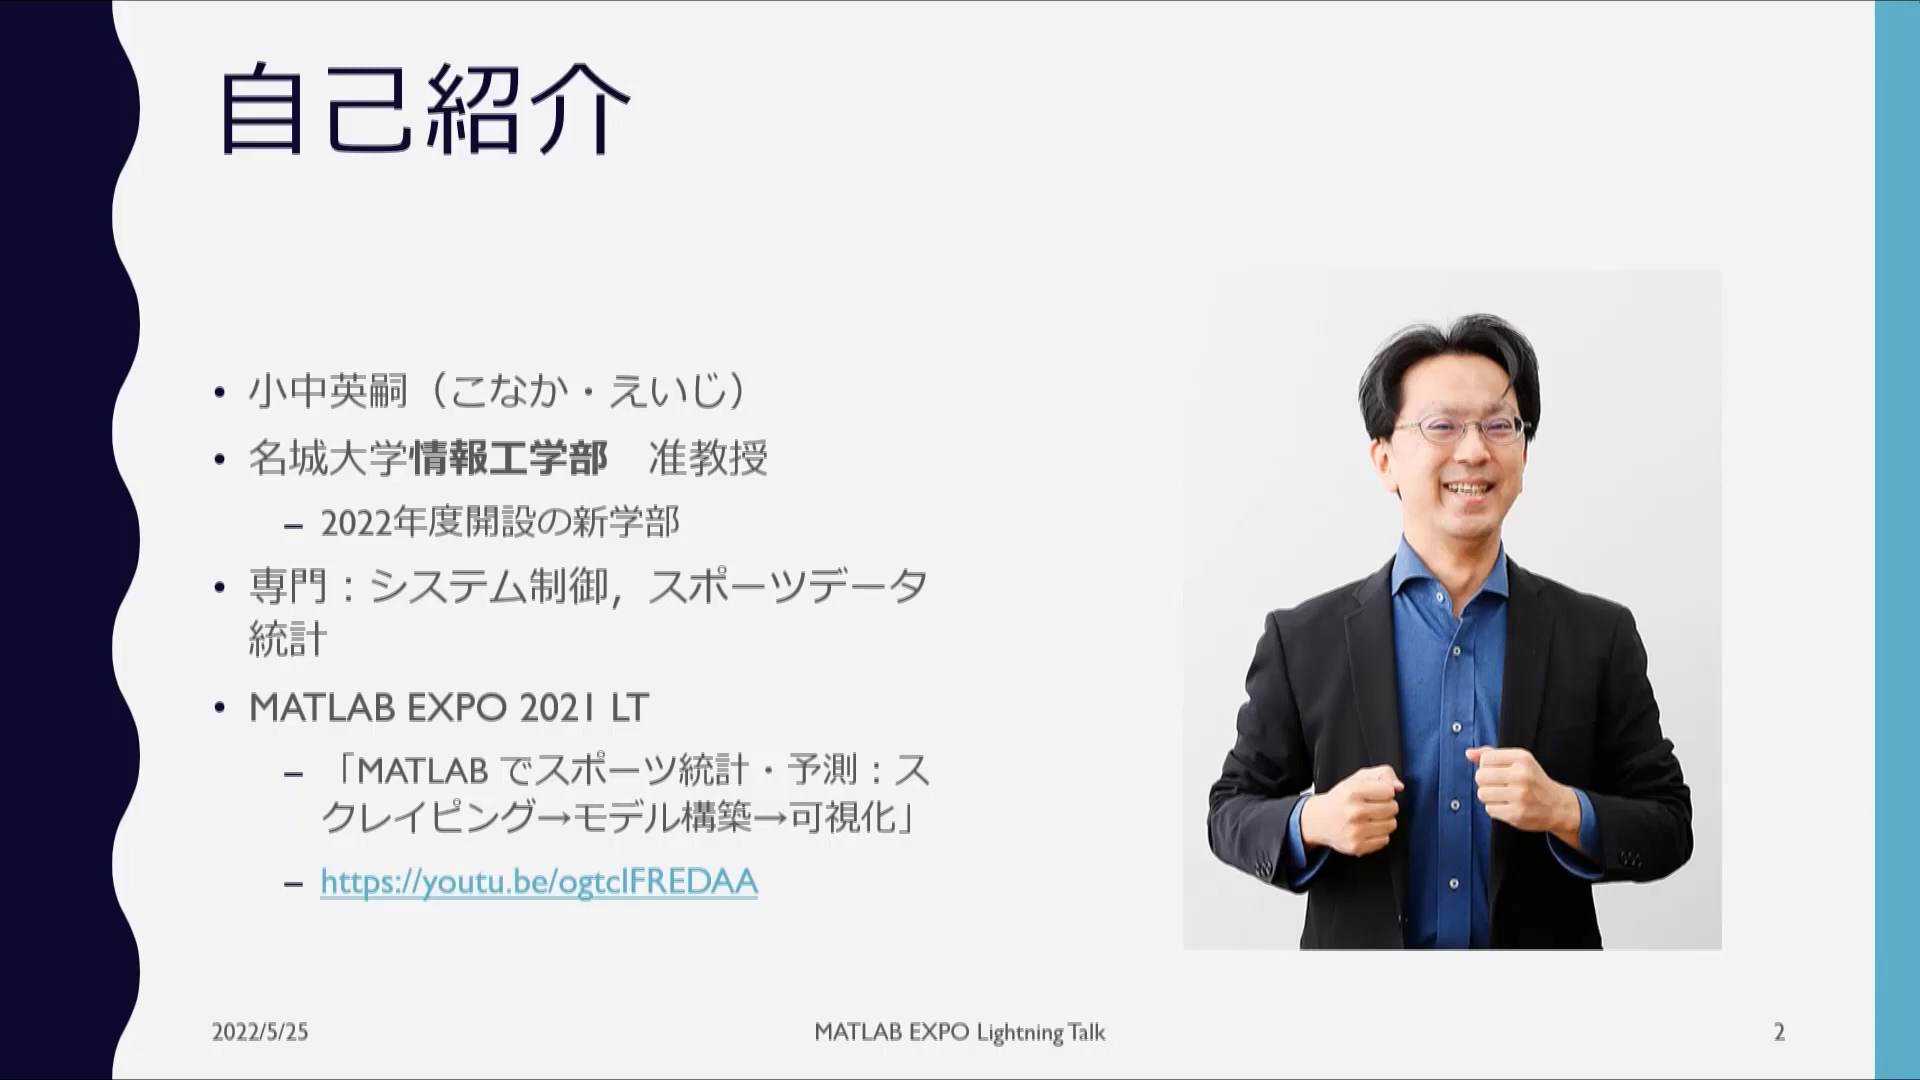 自己紹介
• 小中英嗣（こなか・えいじ）
• 名城大学情報工学部　准教授
– 2022年度開設の新学部
• 専門：システム制御，スポーツデータ
統計
• MATLAB EXPO 2021 LT
– 「MATLAB でスポーツ統計・予測：ス
クレイピング→モデル構築→可視化」
– https://youtu.be/ogtcIFREDAA
2022/5/25
MATLAB EXPO Lightning Talk
2